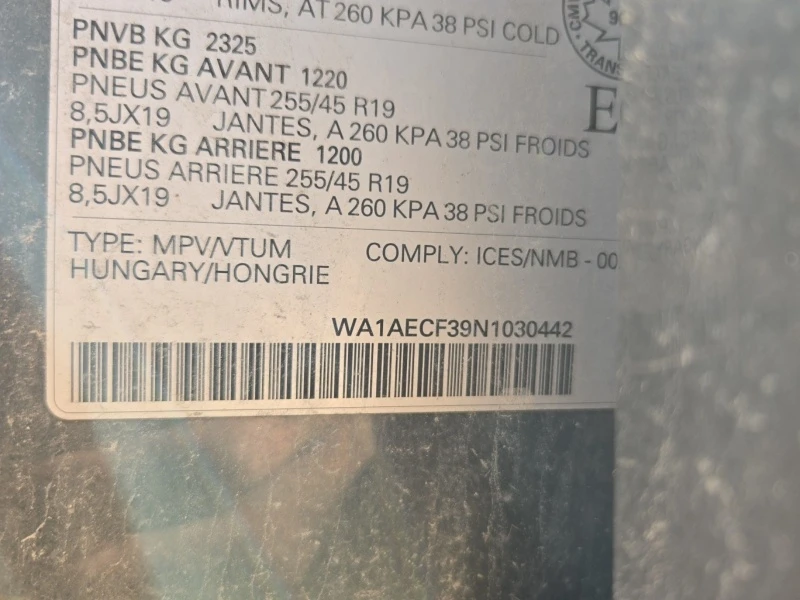 RIMS, AT 260 KPA 38 PSI COLD
PNVB KG 2325
PNBE KG AVANT 1220
PNEUS AVANT 255/45 R19
8,5JX19 JANTES, A 260 KPA 38 PSI FROIDS
PNBE KG ARRIERE 1200
PNEUS ARRIERE 255/45 R19
8,5JX19 JANTES, A 260 KPA 38 PSI FROIDS
TYPE: MPV/VTUM COMPLY: ICES/NMB - 00
HUNGARY/HONGRIE
WA1AECF39N1030442